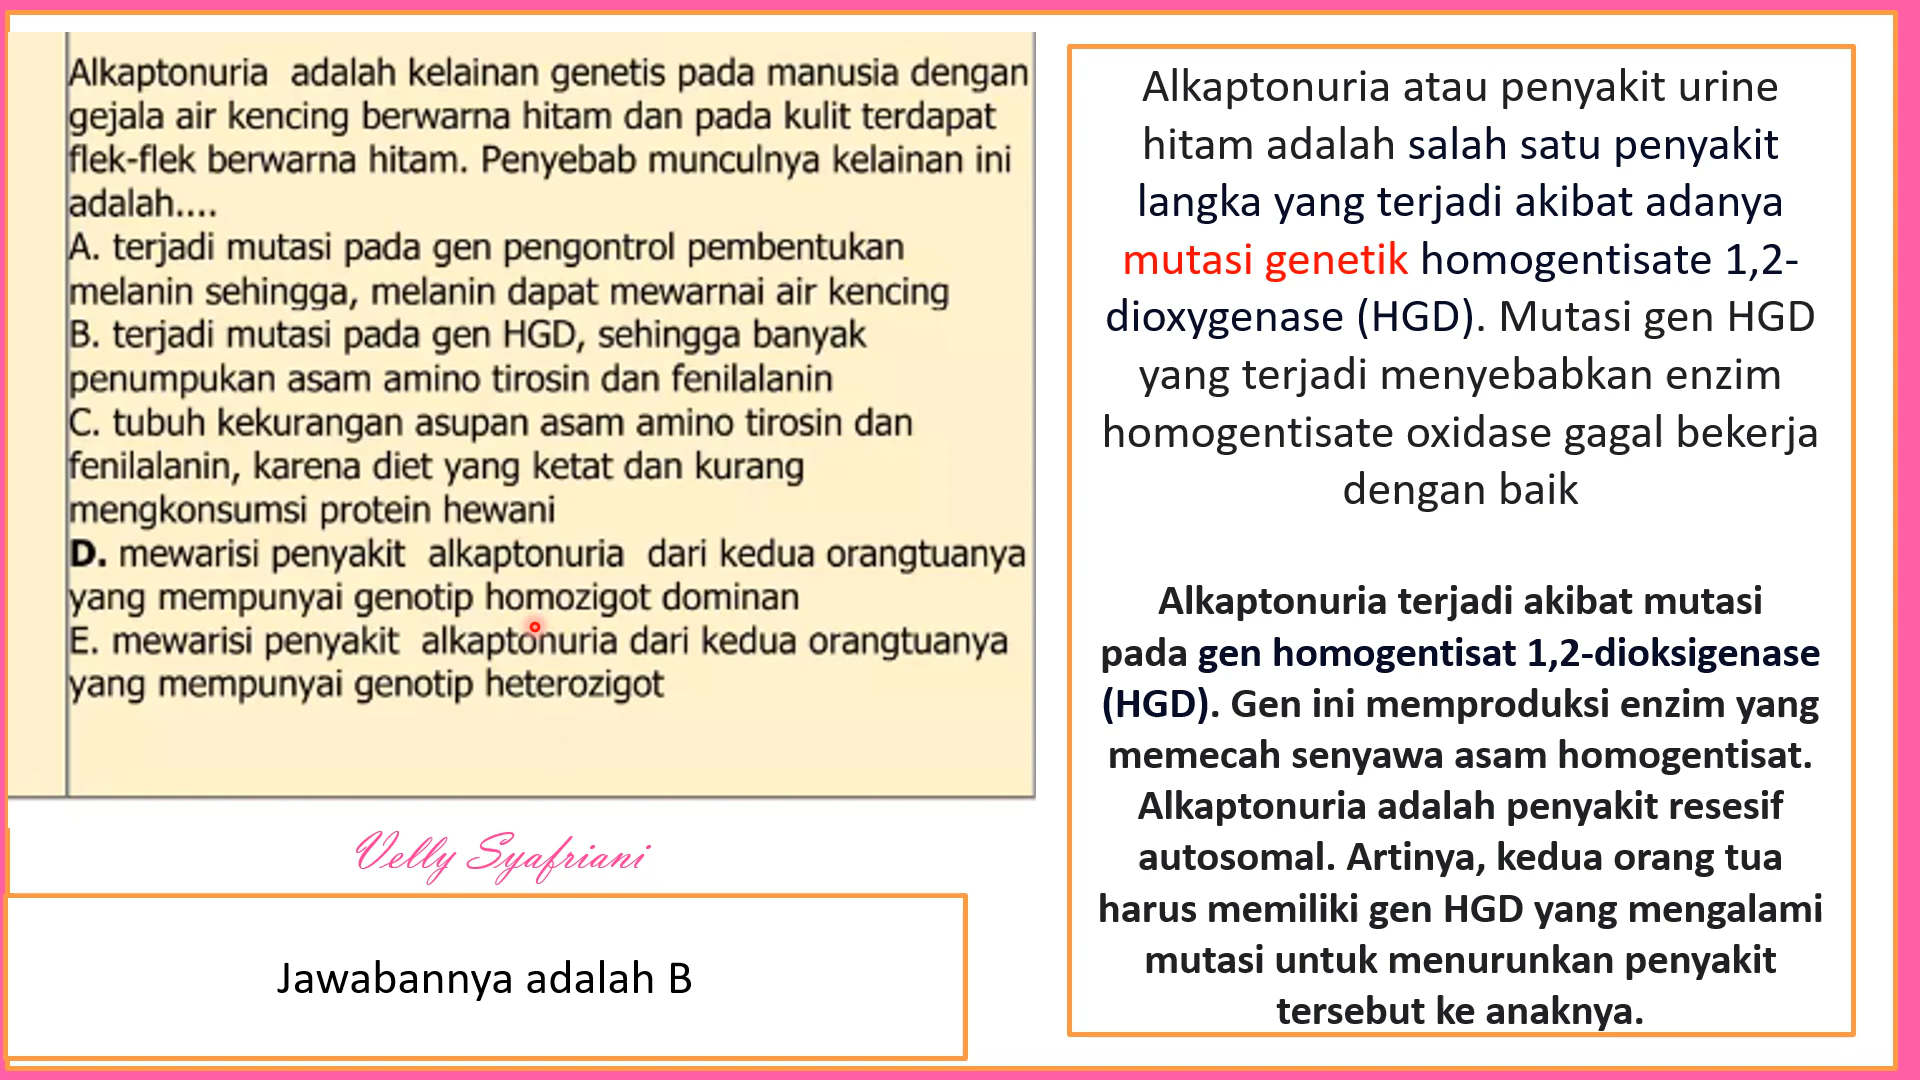 Alkaptonuria adalah kelainan genetis pada manusia dengan
gejala air kencing berwarna hitam dan pada kulit terdapat
flek-flek berwarna hitam. Penyebab munculnya kelainan ini
adalah....
A. terjadi mutasi pada gen pengontrol pembentukan
melanin sehingga, melanin dapat mewarnai air kencing
B. terjadi mutasi pada gen HGD, sehingga banyak
penumpukan asam amino tirosin dan fenilalanin
C. tubuh kekurangan asupan asam amino tirosin dan
fenilalanin, karena diet yang ketat dan kurang
mengkonsumsi protein hewani
D. mewarisi penyakit alkaptonuria dari kedua orangtuanya
yang mempunyai genotip homozigot dominan
E. mewarisi penyakit alkaptonuria dari kedua orangtuanya
yang mempunyai genotip heterozigot
Velly Syafriani
Jawabannya adalah B
Alkaptonuria atau penyakit urine
hitam adalah salah satu penyakit
langka yang terjadi akibat adanya
mutasi genetik homogentisate 1,2-
dioxygenase (HGD). Mutasi gen HGD
yang terjadi menyebabkan enzim
homogentisate oxidase gagal bekerja
dengan baik
Alkaptonuria terjadi akibat mutasi
pada gen homogentisat 1,2-dioksigenase
(HGD). Gen ini memproduksi enzim yang
memecah senyawa asam homogentisat.
Alkaptonuria adalah penyakit resesif
autosomal. Artinya, kedua orang tua
harus memiliki gen HGD yang mengalami
mutasi untuk menurunkan penyakit
tersebut ke anaknya.